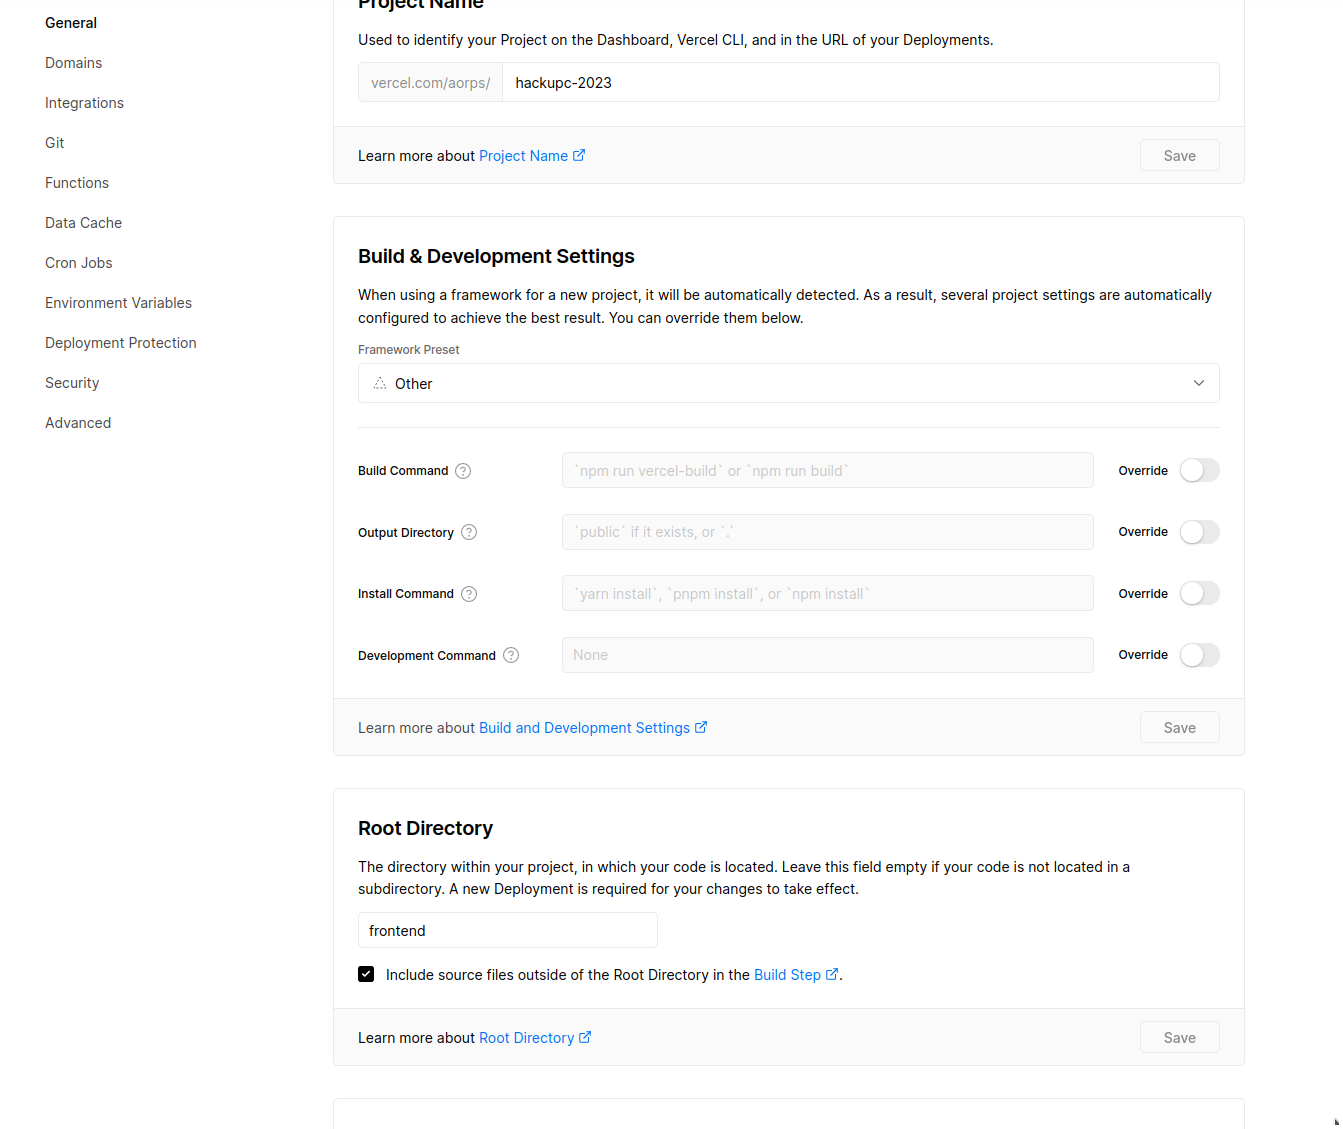 General
Domains
Integrations
Git
Functions
Data Cache
Cron Jobs
Environment Variables
Deployment Protection
Security
Advanced
Project Name
Used to identify your Project on the Dashboard, Vercel CLI, and in the URL of your Deployments.
vercel.com/aorps/ hackupc-2023
Learn more about Project Name
Save
Build & Development Settings
When using a framework for a new project, it will be automatically detected. As a result, several project settings are automatically
configured to achieve the best result. You can override them below.
Framework Preset
Other
Build Command ? `npm run vercel-build` or `npm run build` Override
Output Directory ? `public` if it exists, or `.` Override
Install Command ? `yarn install`, `pnpm install`, or `npm install` Override
Development Command ? None Override
Learn more about Build and Development Settings
Save
Root Directory
The directory within your project, in which your code is located. Leave this field empty if your code is not located in a
subdirectory. A new Deployment is required for your changes to take effect.
frontend
Include source files outside of the Root Directory in the Build Step .
Learn more about Root Directory
Save